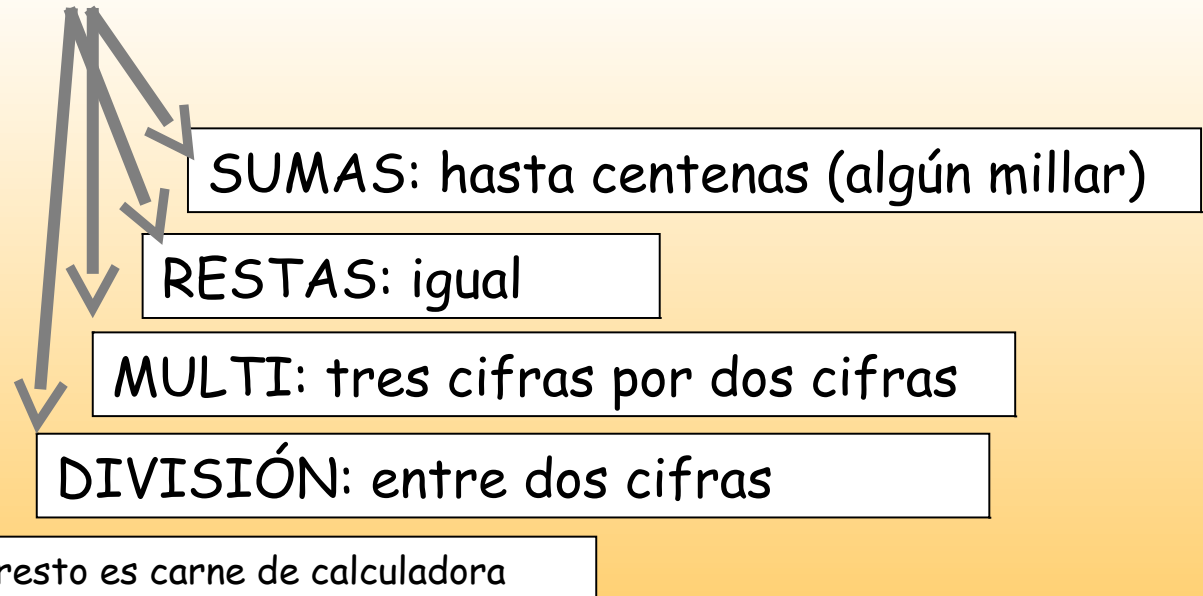 SUMAS: hasta centenas (algún millar)
RESTAS: igual
MULTI: tres cifras por dos cifras
DIVISIÓN: entre dos cifras
resto es carne de calculadora